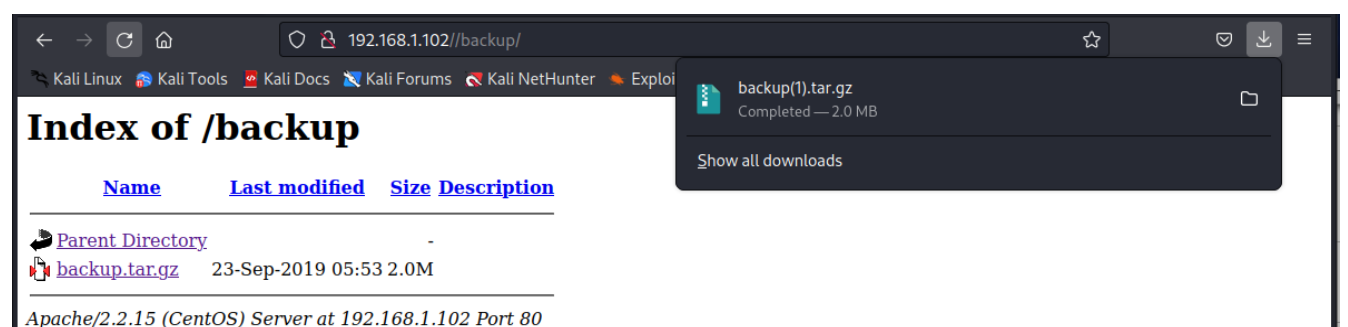 192.168.1.102//backup/
Kali Linux Kali Tools Kali Docs Kali Forums Kali NetHunter Exploi
backup(1).tar.gz
Completed — 2.0 MB
Show all downloads
Index of /backup
Name Last modified Size Description
Parent Directory -
backup.tar.gz 23-Sep-2019 05:53 2.0M
Apache/2.2.15 (CentOS) Server at 192.168.1.102 Port 80